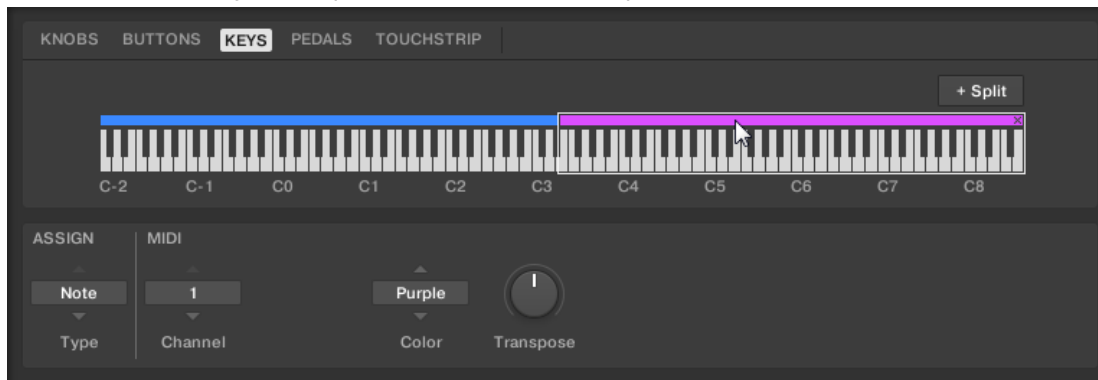 KNOBS BUTTONS KEYS PEDALS TOUCHSTRIP
+ Split
C-2 C-1 C0 C1 C2 C3 C4 C5 C6 C7 C8
ASSIGN MIDI
Note 1 Purple
Type Channel Color Transpose